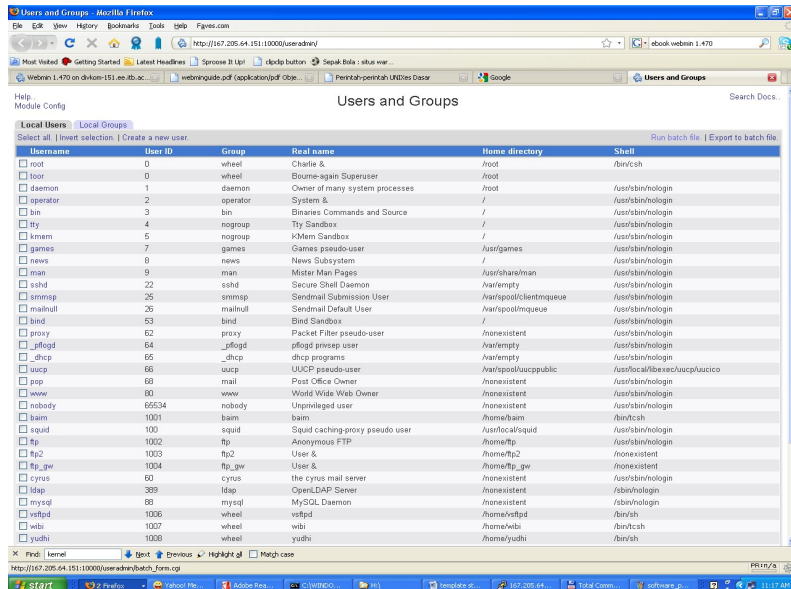 Users and Groups - Mozilla Firefox
File Edit View History Bookmarks Tools Help Fgves.com
http://167.205.64.151:10000/useradmin/
ebook webmin 1.470
Most Visited Getting Started Latest Headlines Sproose It Up! clipdip button Sepak Bola : situs war...
Webmin 1.470 on divkom-151.ee.itb.ac... webminguide.pdf (application/pdf Obje... Perintah-perintah UNIXes Dasar Google Users and Groups
Help..
Module Config
Users and Groups
Search Docs..
Local Users Local Groups
Select all. | Invert selection. | Create a new user.
Run batch file. | Export to batch file.
Username User ID Group Real name Home directory Shell
root 0 wheel Charlie & /root /bin/csh
toor 0 wheel Bourne-again Superuser /root
daemon 1 daemon Owner of many system processes /root /usr/sbin/nologin
operator 2 operator System & / /usr/sbin/nologin
bin 3 bin Binaries Commands and Source / /usr/sbin/nologin
tty 4 nogroup Tty Sandbox / /usr/sbin/nologin
kmem 5 nogroup KMem Sandbox / /usr/sbin/nologin
games 7 games Games pseudo-user /usr/games /usr/sbin/nologin
news 8 news News Subsystem / /usr/sbin/nologin
man 9 man Mister Man Pages /usr/share/man /usr/sbin/nologin
sshd 22 sshd Secure Shell Daemon /var/empty /usr/sbin/nologin
smmsp 25 smmsp Sendmail Submission User /var/spool/clientmqueue /usr/sbin/nologin
mailnull 26 mailnull Sendmail Default User /var/spool/mqueue /usr/sbin/nologin
bind 53 bind Bind Sandbox / /usr/sbin/nologin
proxy 62 proxy Packet Filter pseudo-user /nonexistent /usr/sbin/nologin
_pflogd 64 _pflogd pflogd privsep user /var/empty /usr/sbin/nologin
_dhcp 65 _dhcp dhcp programs /var/empty /usr/sbin/nologin
uucp 66 uucp UUCP pseudo-user /var/spool/uucppublic /usr/local/libexec/uucp/uucico
pop 68 mail Post Office Owner /nonexistent /usr/sbin/nologin
www 80 www World Wide Web Owner /nonexistent /usr/sbin/nologin
nobody 65534 nobody Unprivileged user /nonexistent /usr/sbin/nologin
baim 1001 baim baim /home/baim /bin/tcsh
squid 100 squid Squid caching-proxy pseudo user /usr/local/squid /usr/sbin/nologin
ftp 1002 ftp Anonymous FTP /home/ftp /usr/sbin/nologin
ftp2 1003 ftp2 User & /home/ftp2 /nonexistent
ftp_gw 1004 ftp_gw User & /home/ftp_gw /nonexistent
cyrus 60 cyrus the cyrus mail server /nonexistent /usr/sbin/nologin
ldap 389 ldap OpenLDAP Server /nonexistent /sbin/nologin
mysql 88 mysql MySQL Daemon /nonexistent /sbin/nologin
vsftpd 1006 wheel vsftpd /home/vsftpd /bin/sh
wibi 1007 wheel wibi /home/wibi /bin/tcsh
yudhi 1008 wheel yudhi /home/yudhi /bin/sh
Find: kernel Next Previous Highlight all Match case
http://167.205.64.151:10000/useradmin/batch_form.cgi
PR:n/a
start 2 Firefox Yahoo! Me... Adobe Rea... C:\WINDO... H:\ template st... 167.205.64... Total Comm... software_p... 11:17 AM